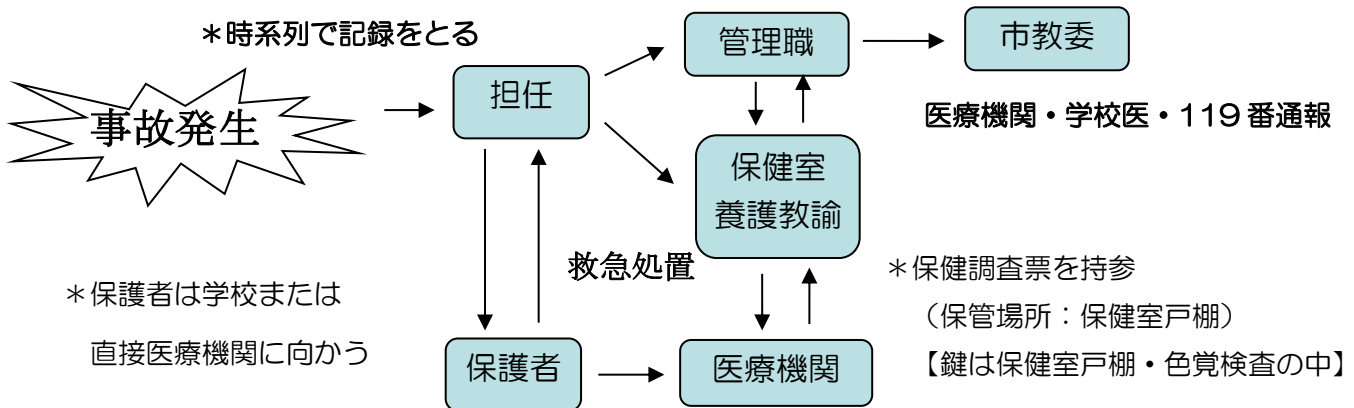 ＊時系列で記録をとる
管理職
市教委
担任
事故発生
医療機関・学校医・119番通報
保健室
養護教諭
救急処置
＊保健調査票を持参
（保管場所：保健室戸棚）
【鍵は保健室戸棚・色覚検査の中】
＊保護者は学校または
直接医療機関に向かう
保護者
医療機関